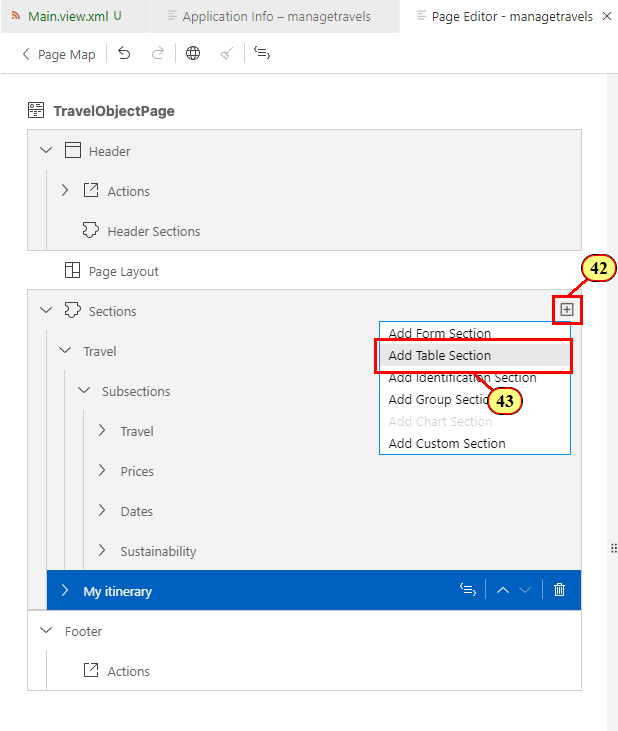 Main.view.xml U
Application Info – managetravels
Page Editor - managetravels
Page Map
TravelObjectPage
Header
Actions
Header Sections
Page Layout
42
Sections
Add Form Section
Travel
Add Table Section
Add Identification Section
Subsections
Add Group Section
43
Add Chart Section
Travel
Add Custom Section
Prices
Dates
Sustainability
My itinerary
Footer
Actions